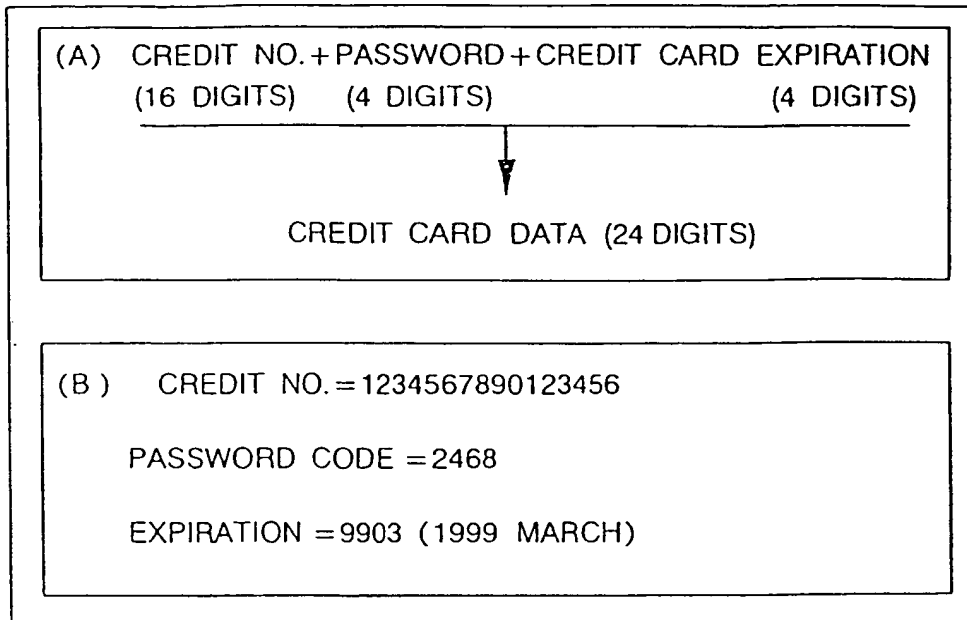 (A) CREDIT NO.+PASSWORD+CREDIT CARD EXPIRATION
(16 DIGITS) (4 DIGITS) (4 DIGITS)
CREDIT CARD DATA (24 DIGITS)
(B) CREDIT NO.=1234567890123456
PASSWORD CODE =2468
EXPIRATION =9903 (1999 MARCH)